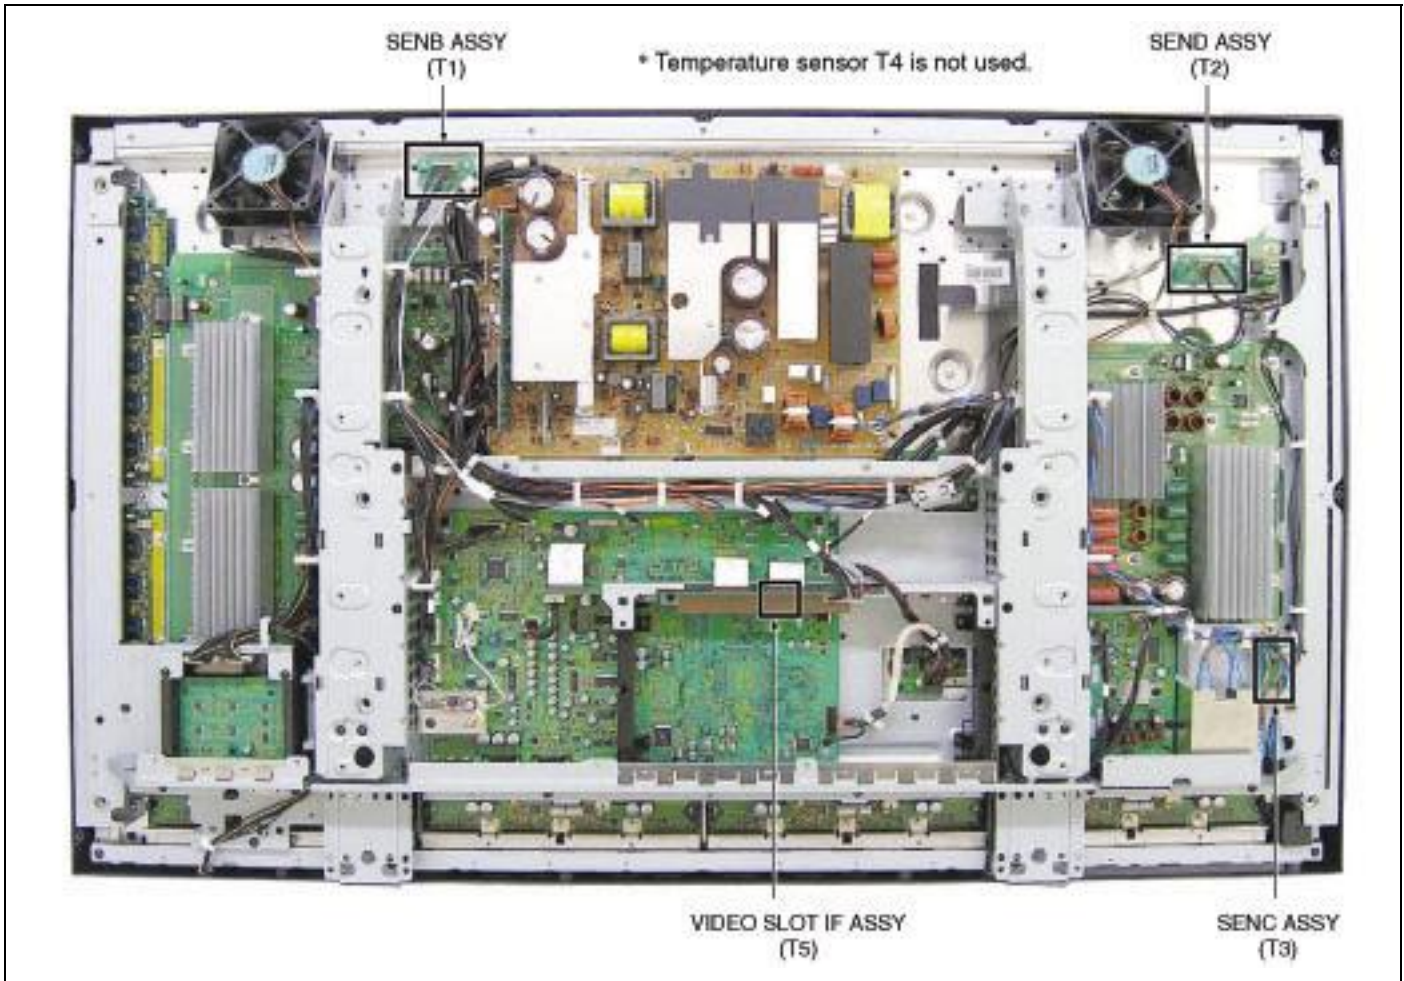 SENB ASSY
(T1)
* Temperature sensor T4 is not used.
SEND ASSY
(T2)
VIDEO SLOT IF ASSY
(T5)
SENC ASSY
(T3)